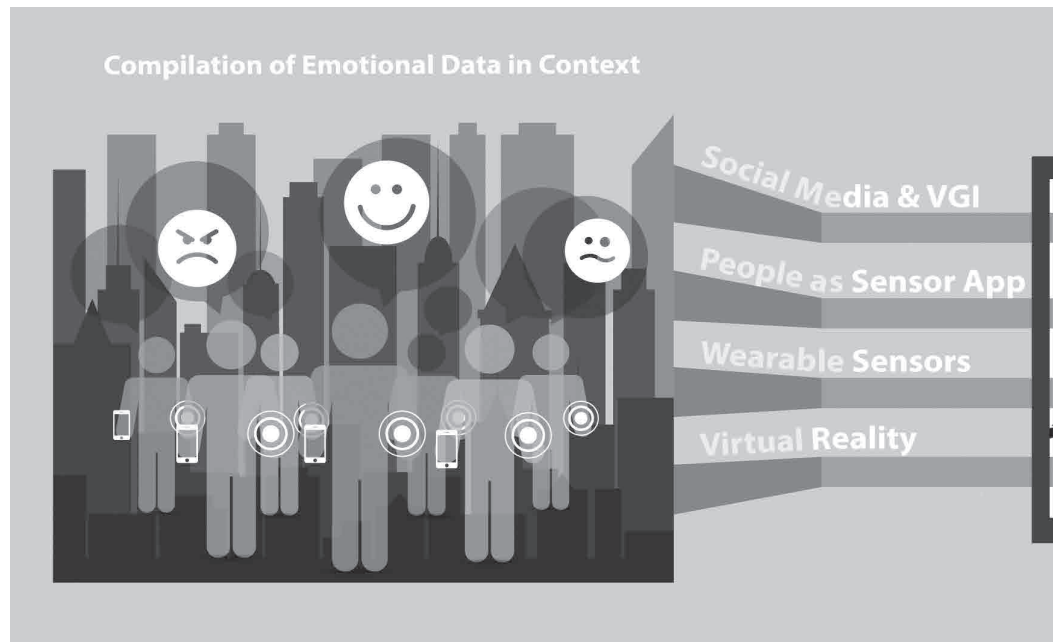 Compilation of Emotional Data in Context
Social Media & VGI
People as Sensor App
Wearable Sensors
Virtual Reality